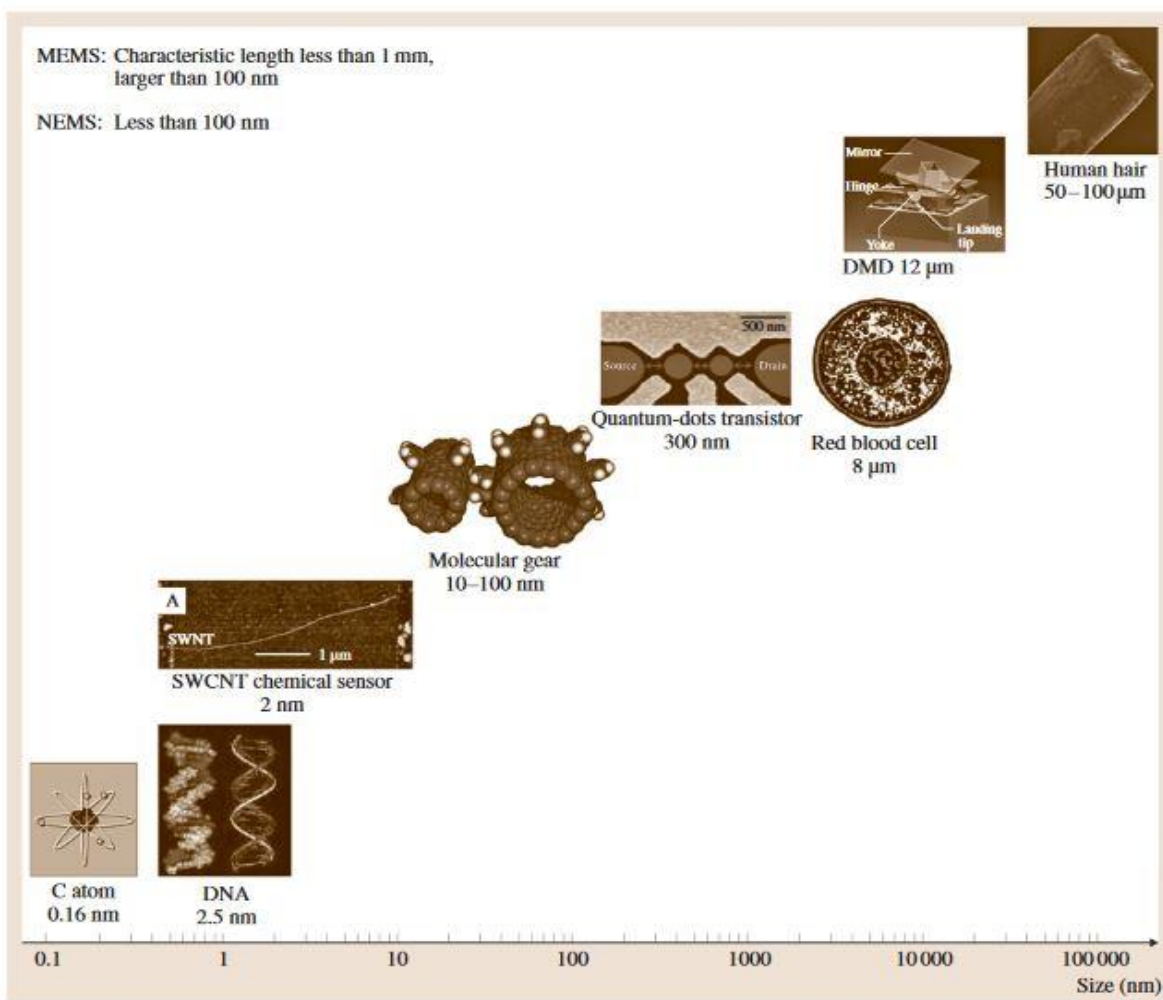 MEMS: Characteristic length less than 1 mm,
larger than 100 nm
NEMS: Less than 100 nm
Human hair
50–100 μm
Mirror
Hinge
Yoke
Landing
tip
DMD 12 μm
500 nm
Source
Drain
Quantum-dots transistor
300 nm
Red blood cell
8 μm
Molecular gear
10–100 nm
A
SWNT
1 μm
SWCNT chemical sensor
2 nm
C atom
0.16 nm
DNA
2.5 nm
0.1 1 10 100 1000 10 000 100 000
Size (nm)